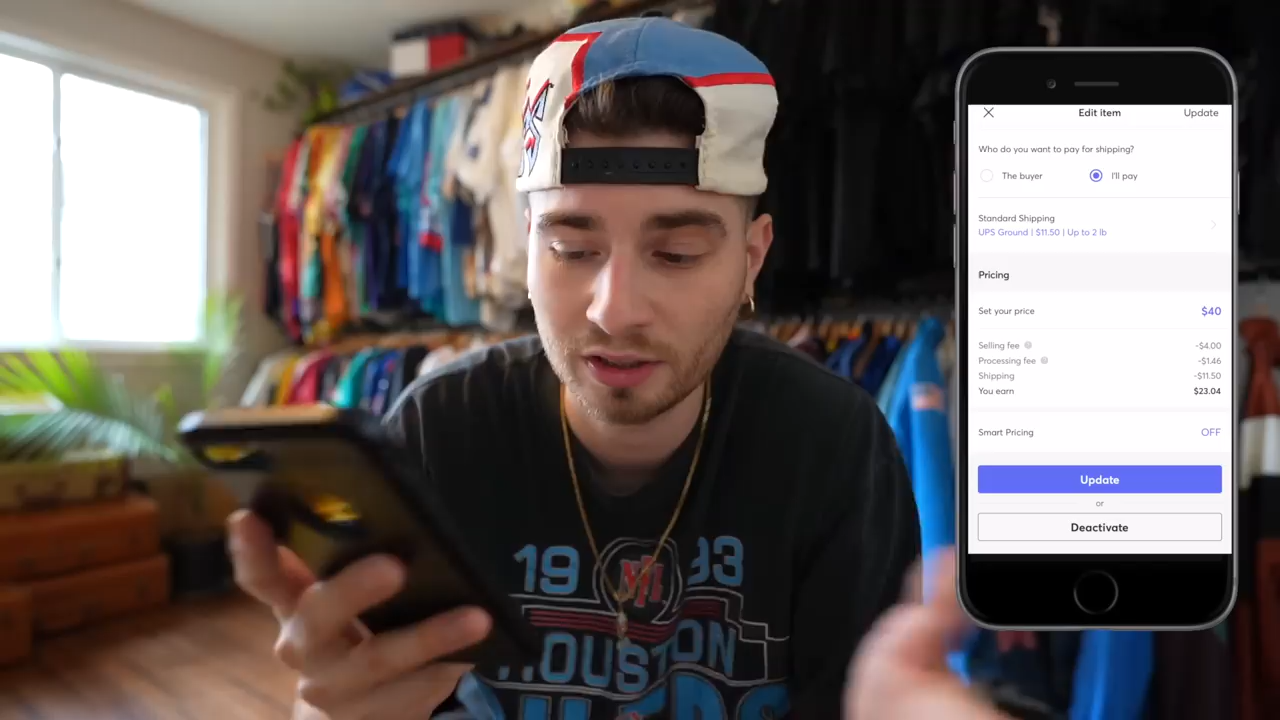 Edit item
Update
Who do you want to pay for shipping?
The buyer
I'll pay
Standard Shipping
UPS Ground | $11.50 | Up to 2 lb
Pricing
Set your price
$40
Selling fee
-$4.00
Processing fee
-$1.46
Shipping
-$11.50
You earn
$23.04
Smart Pricing
OFF
Update
or
Deactivate
19
93
HOUSTON